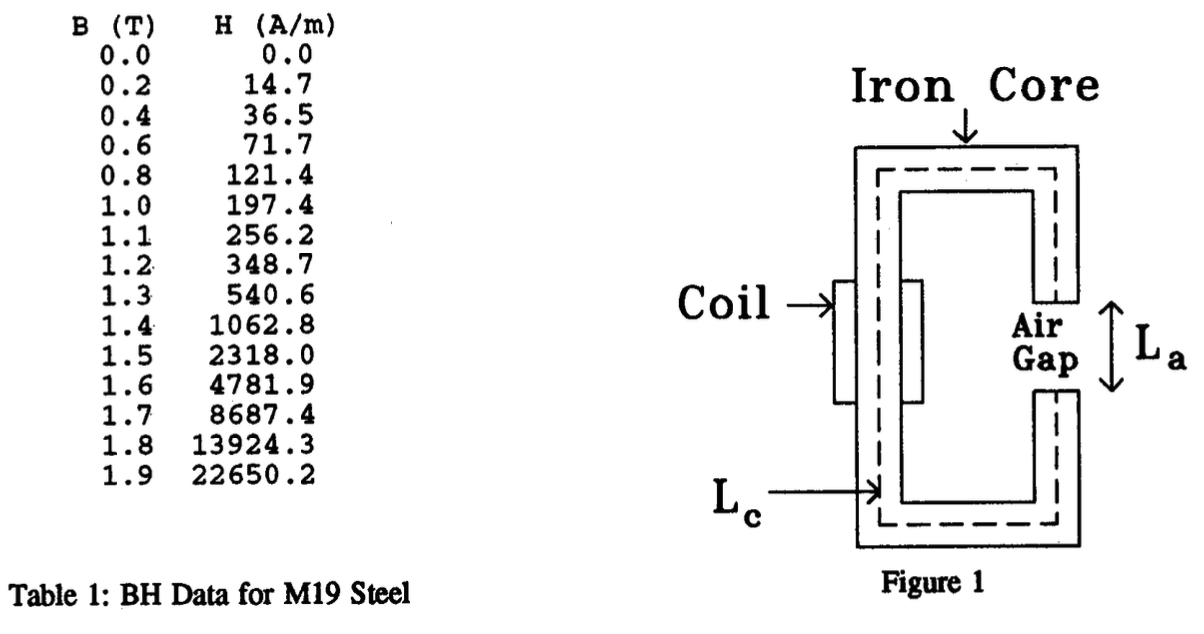 B (T) H (A/m)
0.0 0.0
0.2 14.7
0.4 36.5
0.6 71.7
0.8 121.4
1.0 197.4
1.1 256.2
1.2 348.7
1.3 540.6
1.4 1062.8
1.5 2318.0
1.6 4781.9
1.7 8687.4
1.8 13924.3
1.9 22650.2
Table 1: BH Data for M19 Steel
Iron Core
Coil
Air
Gap
La
Lc
Figure 1